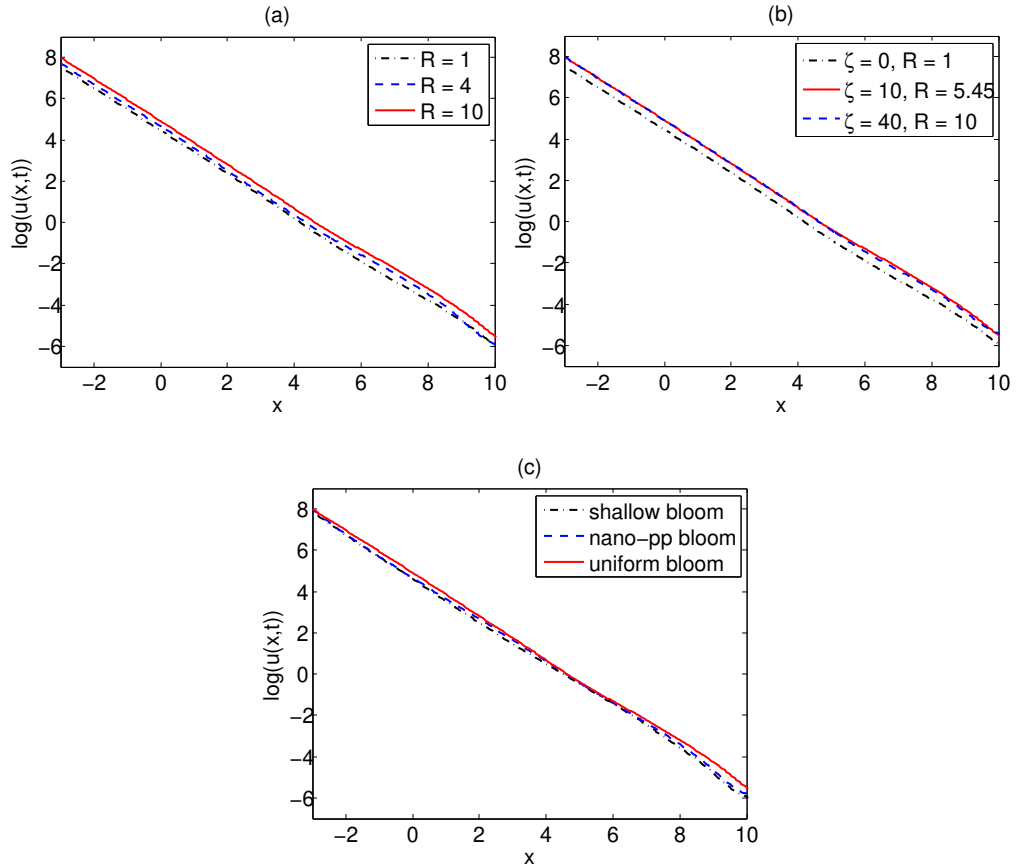 (a)
8
6
4
2
0
−2
−4
−6
log(u(x,t))
−2
0
2
4
6
8
10
x
R = 1
R = 4
R = 10
(b)
8
6
4
2
0
−2
−4
−6
log(u(x,t))
−2
0
2
4
6
8
10
x
ζ = 0, R = 1
ζ = 10, R = 5.45
ζ = 40, R = 10
(c)
8
6
4
2
0
−2
−4
−6
log(u(x,t))
−2
0
2
4
6
8
10
x
shallow bloom
nano−pp bloom
uniform bloom